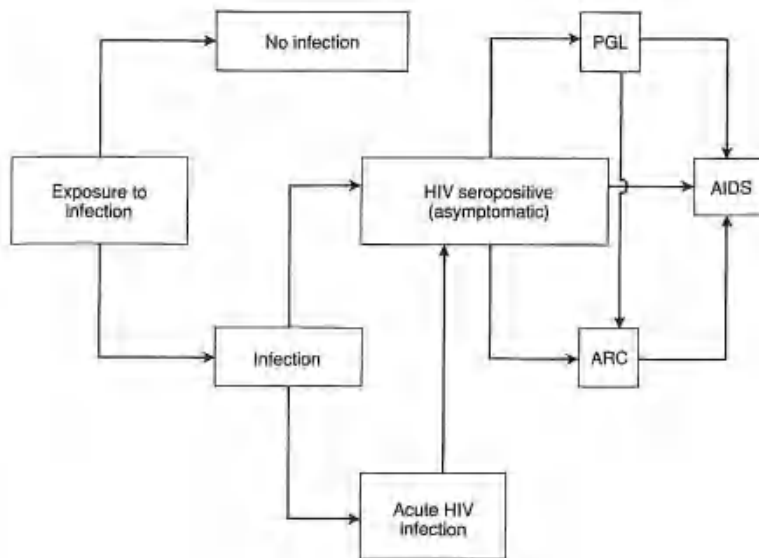 No infection
PGL
Exposure to
infection
HIV seropositive
(asymptomatic)
AIDS
Infection
ARC
Acute HIV
infection